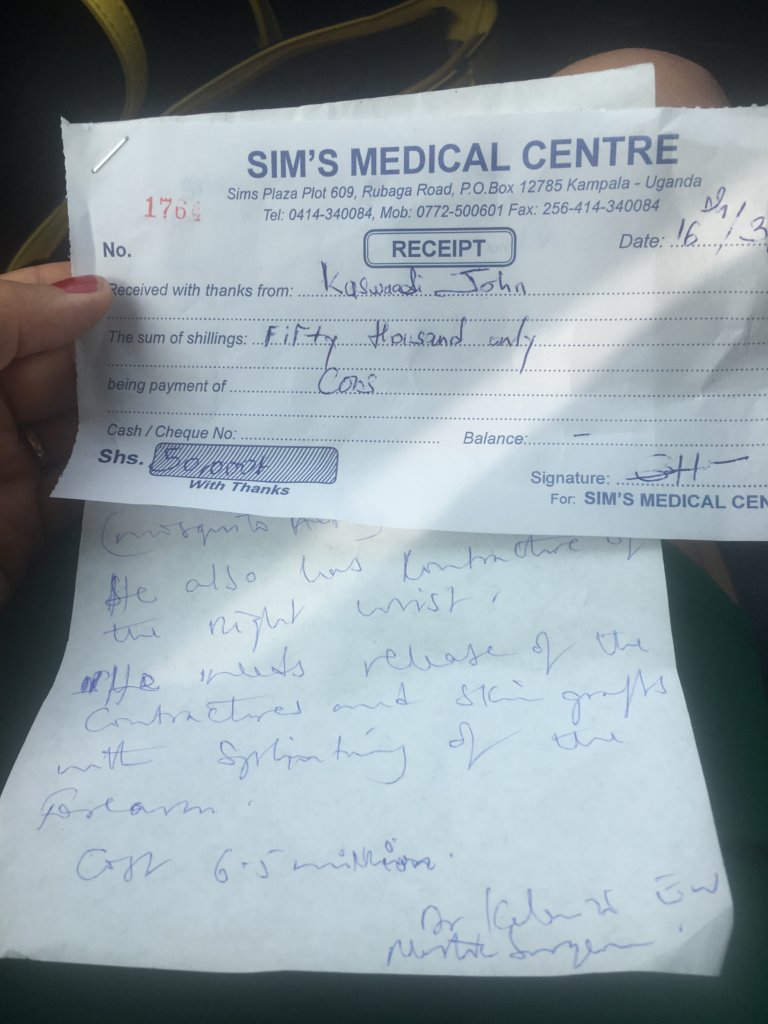 SIM'S MEDICAL CENTRE
Sims Plaza Plot 609, Rubaga Road, P.O.Box 12785 Kampala - Uganda
Tel: 0414-340084, Mob: 0772-500601 Fax: 256-414-340084
1764
No.
RECEIPT
Date: 16
Received with thanks from: John
The sum of shillings: Fifty thousand only
being payment of Cons
Cash / Cheque No:
Balance: -
Shs. 50,000/
With Thanks
Signature:
For: SIM'S MEDICAL CEN
(mosquito
He also has Kontracture of
the right wrist.
He needs release of the
Contractures and skin grafts
with splinting of the
forearm.
Cost 6.5 million.
Dr
Surgeon